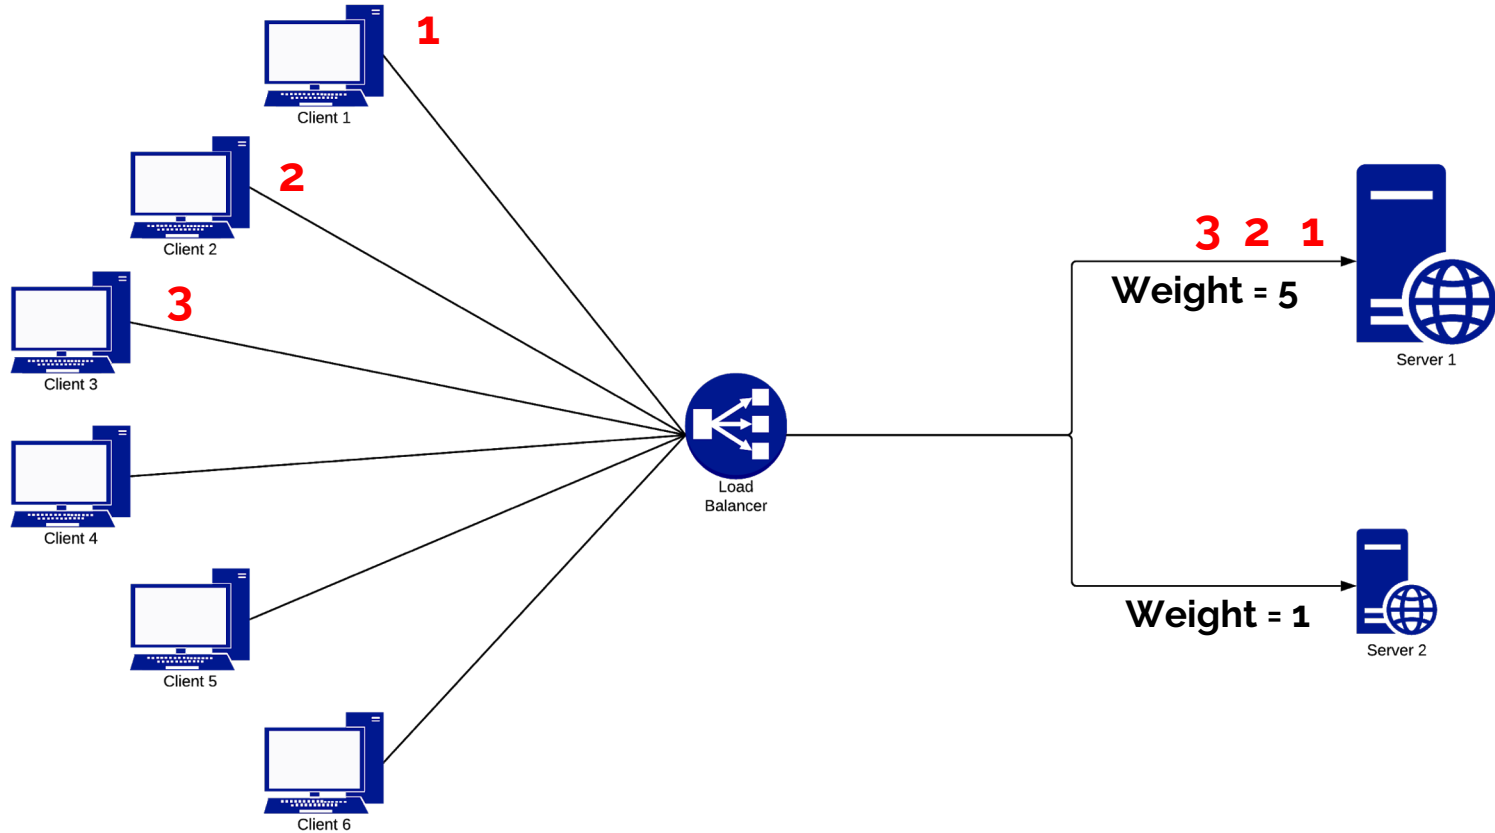 1
Client 1
2
Client 2
3
Client 3
Client 4
Client 5
Client 6
Load
Balancer
3 2 1
Weight = 5
Server 1
Weight = 1
Server 2